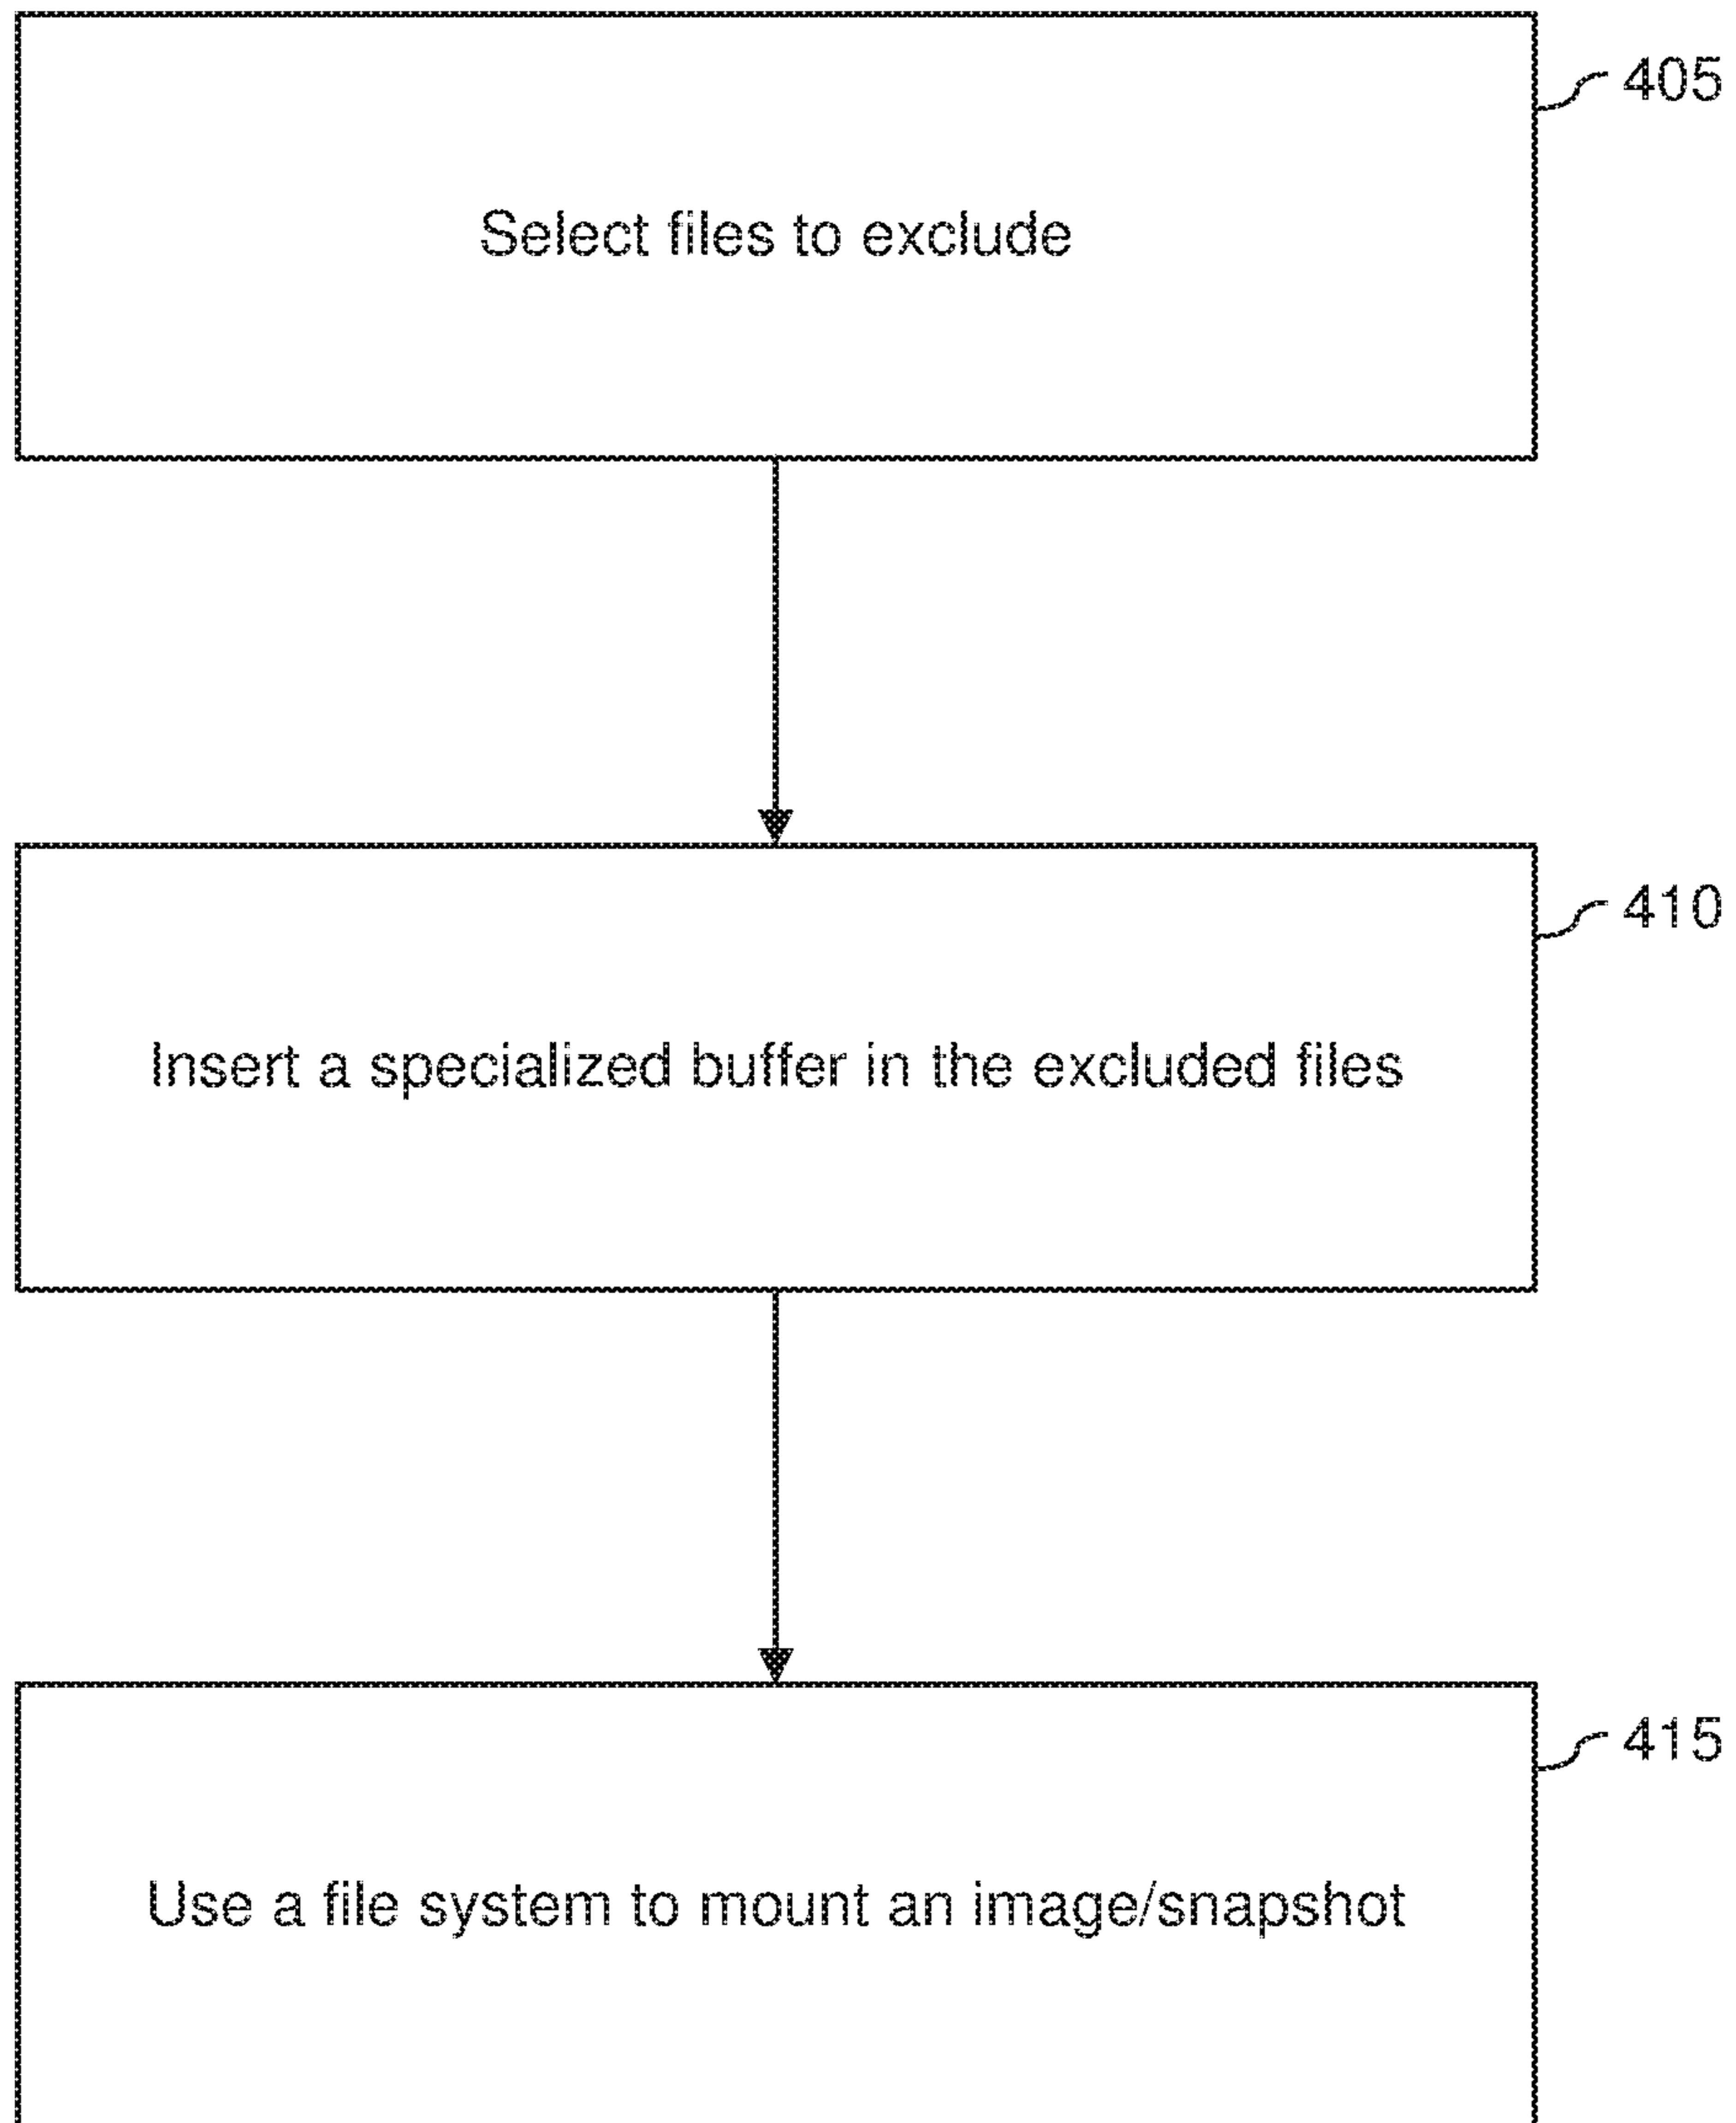 405
Select files to exclude
410
Insert a specialized buffer in the excluded files
415
Use a file system to mount an image/snapshot